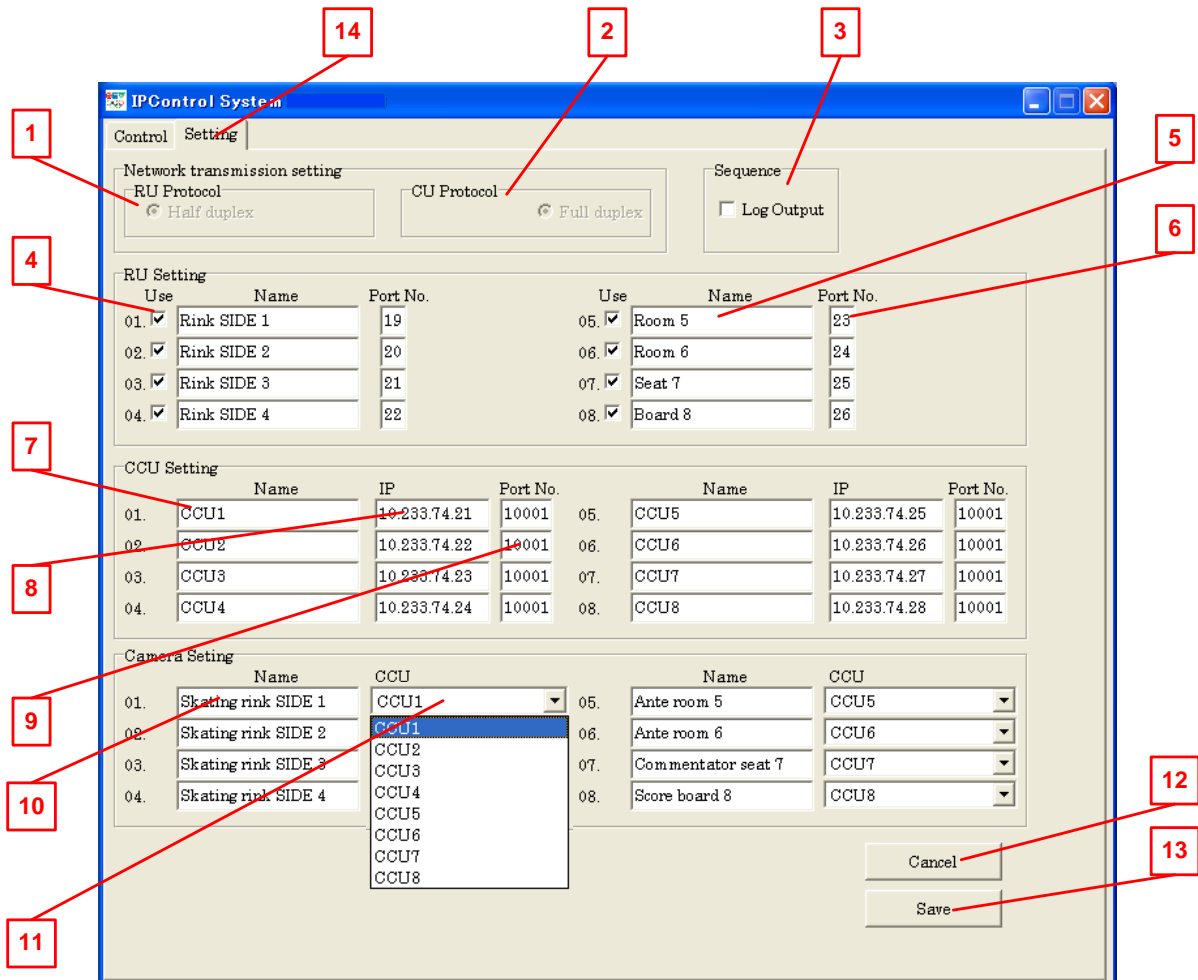 14 2 3
IPControl System
1 5
Control Setting
Network transmission setting Sequence
RU Protocol CU Protocol
Half duplex Full duplex Log Output
6
4
RU Setting
Use Name Port No. Use Name Port No.
01. Rink SIDE 1 19 05. Room 5 23
02. Rink SIDE 2 20 06. Room 6 24
03. Rink SIDE 3 21 07. Seat 7 25
04. Rink SIDE 4 22 08. Board 8 26
7
CCU Setting
Name IP Port No. Name IP Port No.
01. CCU1 10.233.74.21 10001 05. CCU5 10.233.74.25 10001
02. CCU2 10.233.74.22 10001 06. CCU6 10.233.74.26 10001
03. CCU3 10.233.74.23 10001 07. CCU7 10.233.74.27 10001
8
04. CCU4 10.233.74.24 10001 08. CCU8 10.233.74.28 10001
Camera Seting
Name CCU Name CCU
01. Skating rink SIDE 1 CCU1 05. Ante room 5 CCU5
9
02. Skating rink SIDE 2 CCU1 06. Ante room 6 CCU6
CCU2
03. Skating rink SIDE 3 CCU3 07. Commentator seat 7 CCU7
04. Skating rink SIDE 4 CCU4 08. Score board 8 CCU8
10 12
CCU5
CCU6
CCU7
CCU8
Cancel
13
Save
11